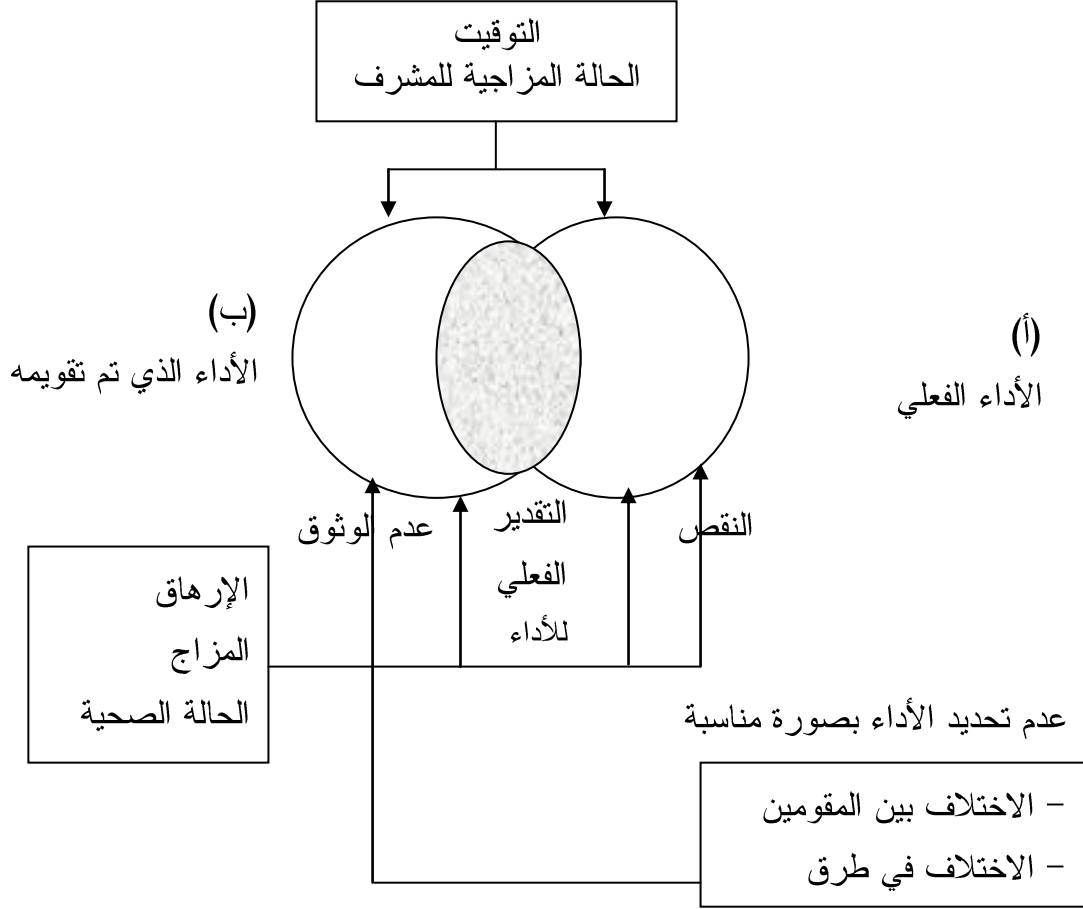 التوقيت
الحالة المزاجية للمشرف
(أ)
الأداء الفعلي
(ب)
الأداء الذي تم تقويمه
النقص
التقدير
الفعلي
للأداء
عدم الوثوق
الإرهاق
المزاج
الحالة الصحية
عدم تحديد الأداء بصورة مناسبة
– الاختلاف بين المقومين
– الاختلاف في طرق